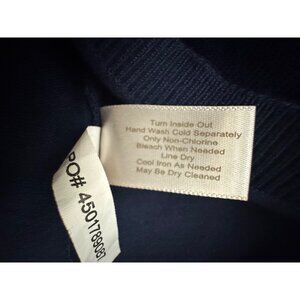 Turn Inside Out
Hand Wash Cold Separately
Only Non-Chlorine
Bleach When Needed
Line Dry
Cool Iron As Needed
May Be Dry Cleaned
PO# 4501789087